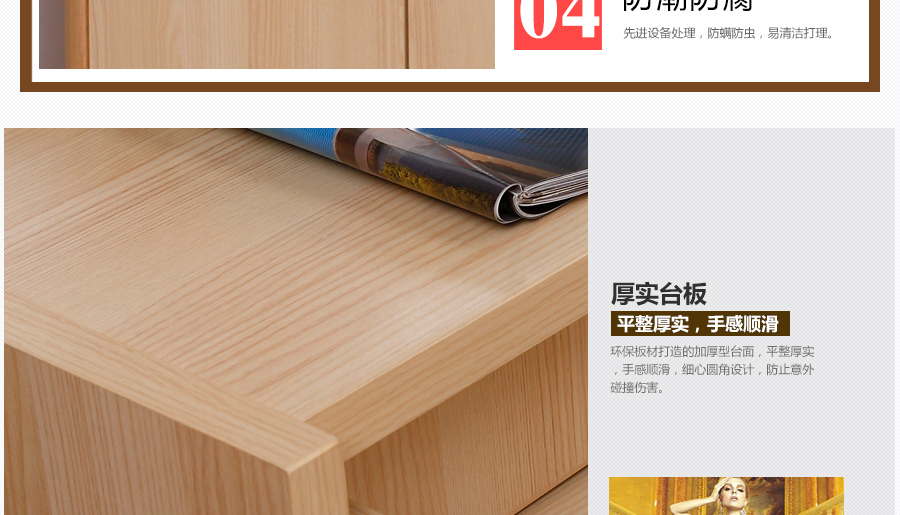 04
防潮防腐
先进设备处理，防螨防虫，易清洁打理。
厚实台板
平整厚实，手感顺滑
环保板材打造的加厚型台面，平整厚实
，手感顺滑，细心圆角设计，防止意外
碰撞伤害。